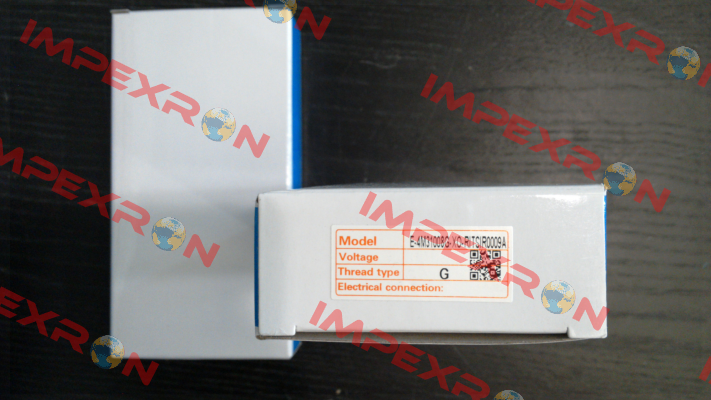 IMPEXRON
IMPEXRON
IMPEXRON
IMPEXRON
Model
Voltage
Thread type G
Electrical connection:
IMPEXRON
IMPEXRON
IMPEXRON